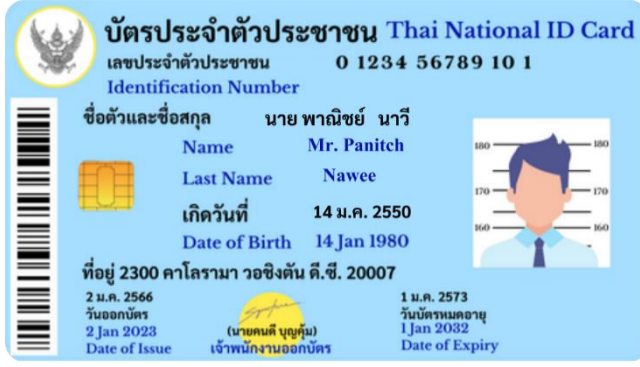 บัตรประจำตัวประชาชน Thai National ID Card
เลขประจำตัวประชาชน 0 1234 56789 10 1
Identification Number
ชื่อตัวและชื่อสกุล นาย พาณิชย์ นาวี
Name Mr. Panitch
Last Name Nawee
เกิดวันที่ 14 ม.ค. 2550
Date of Birth 14 Jan 1980
ที่อยู่ 2300 คาโลรามา วอชิงตัน ดี.ซี. 20007
2 ม.ค. 2566
วันออกบัตร
2 Jan 2023
Date of Issue
(นายคนดี บุญคุ้ม)
เจ้าพนักงานออกบัตร
1 ม.ค. 2573
วันบัตรหมดอายุ
1 Jan 2032
Date of Expiry
180 180
170 170
160 160